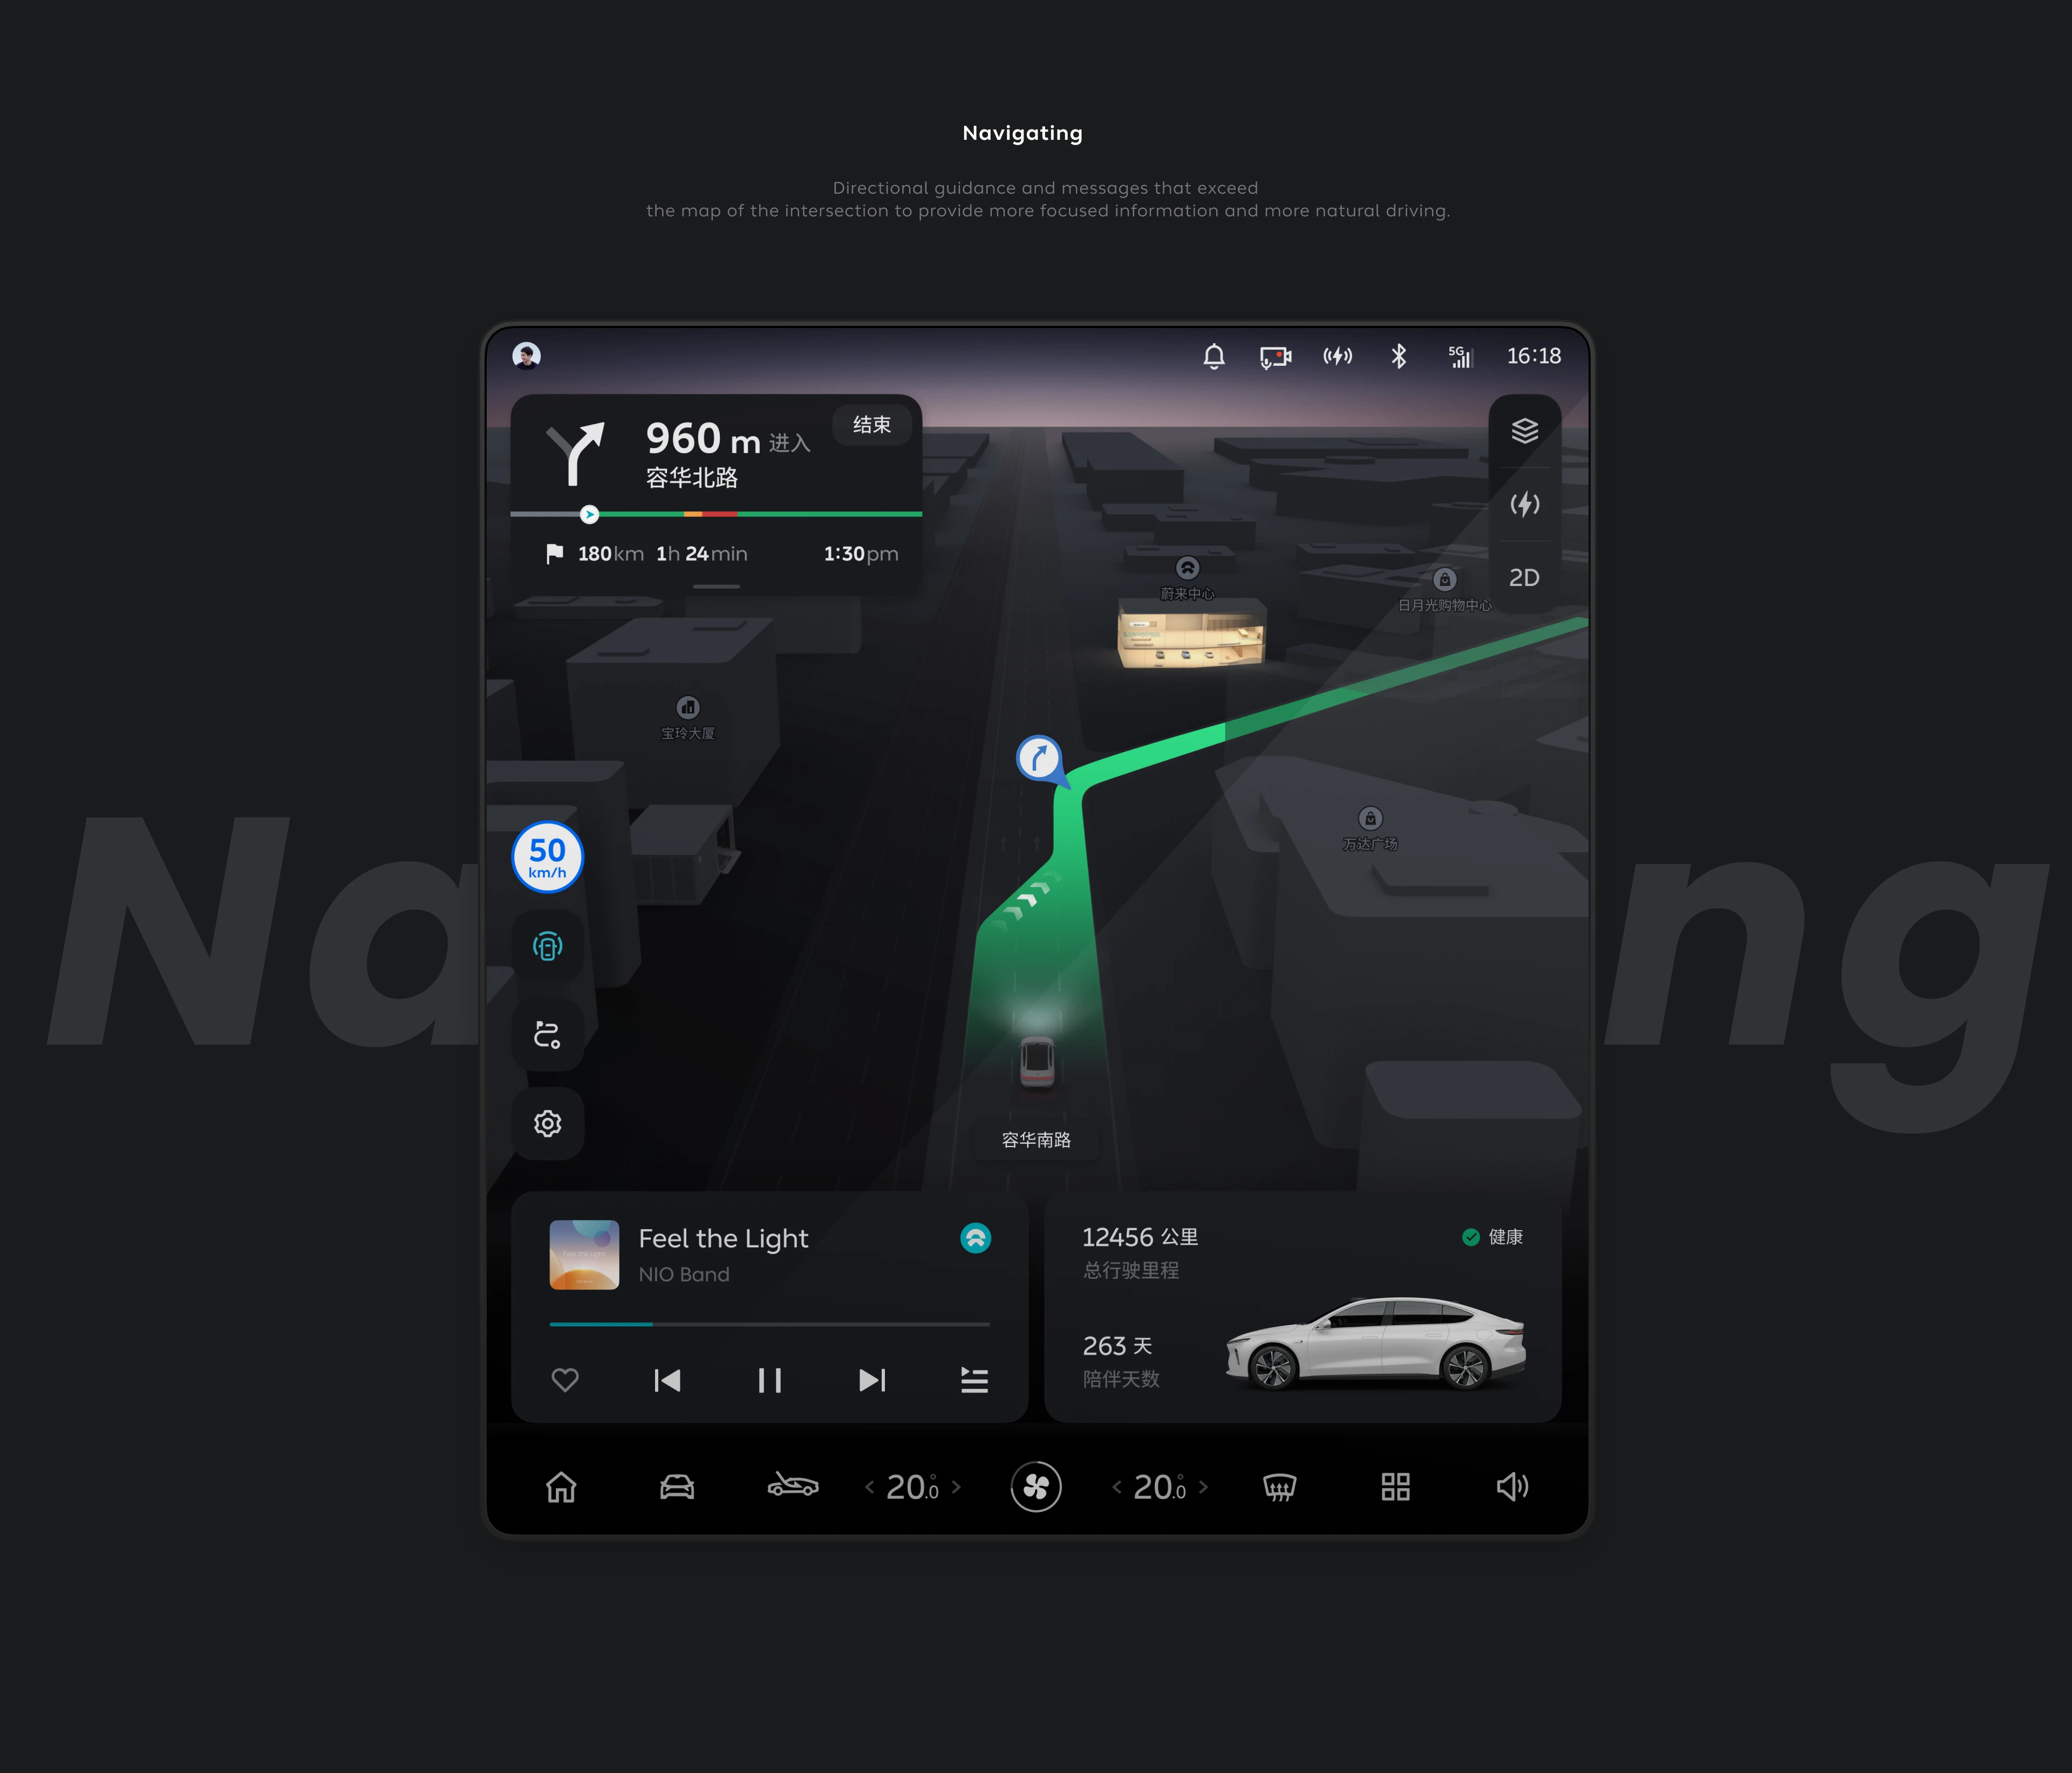 Navigating
Directional guidance and messages that exceed
the map of the intersection to provide more focused information and more natural driving.
5G
16:18
960 m 进入
结束
容华北路
180km 1h 24min 1:30pm
2D
蔚来中心
日月光购物中心
宝玲大厦
万达广场
Na ng
50
km/h
容华南路
Feel the Light
NIO Band
Feel the Light
12456 公里
健康
总行驶里程
263 天
陪伴天数
20.0°
20.0°